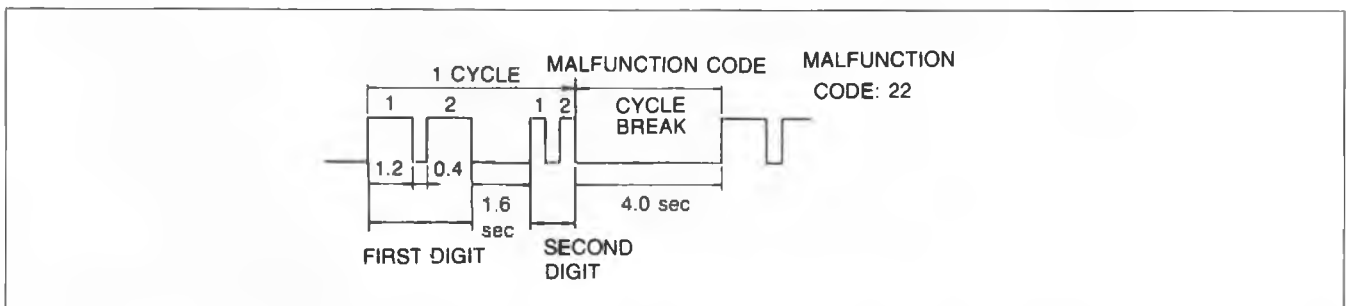 1 CYCLE
MALFUNCTION CODE
MALFUNCTION
CODE: 22
1 2 1 2
CYCLE
BREAK
1.2 0.4
1.6
sec
4.0 sec
FIRST DIGIT
SECOND
DIGIT